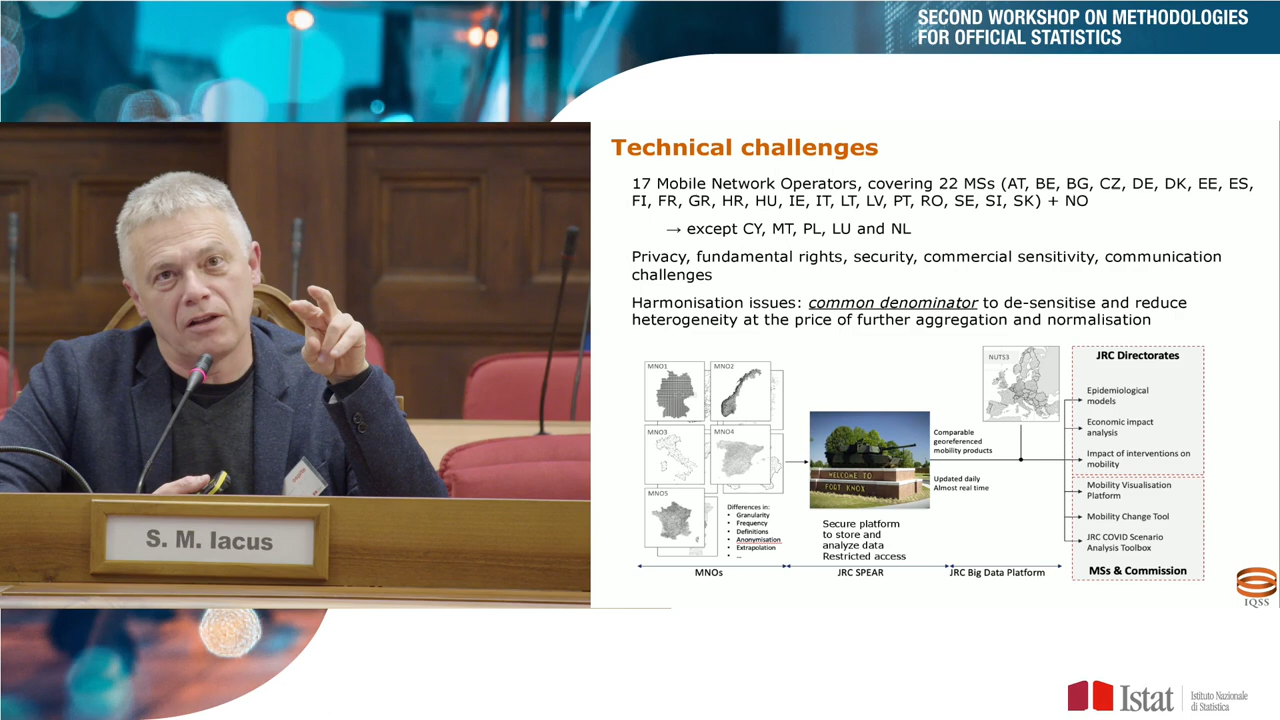 SECOND WORKSHOP ON METHODOLOGIES
FOR OFFICIAL STATISTICS
Technical challenges
17 Mobile Network Operators, covering 22 MSs (AT, BE, BG, CZ, DE, DK, EE, ES,
FI, FR, GR, HR, HU, IE, IT, LT, LV, PT, RO, SE, SI, SK) + NO
→ except CY, MT, PL, LU and NL
Privacy, fundamental rights, security, commercial sensitivity, communication
challenges
Harmonisation issues: common denominator to de-sensitise and reduce
heterogeneity at the price of further aggregation and normalisation
MNO1
MNO2
MNO3
MNO4
MNO5
Differences in:
• Granularity
• Frequency
• Definitions
• Anonymisation
• Extrapolation
• ...
MNOs
WELCOME TO
FORT KNOX
Secure platform
to store and
analyze data
Restricted access
JRC SPEAR
Comparable
georeferenced
mobility products
Updated daily
Almost real time
NUTS3
JRC Big Data Platform
JRC Directorates
Epidemiological
models
Economic impact
analysis
Impact of interventions on
mobility
Mobility Visualisation
Platform
Mobility Change Tool
JRC COVID Scenario
Analysis Toolbox
MSs & Commission
IQSS
S. M. Iacus
Istat
Istituto Nazionale
di Statistica